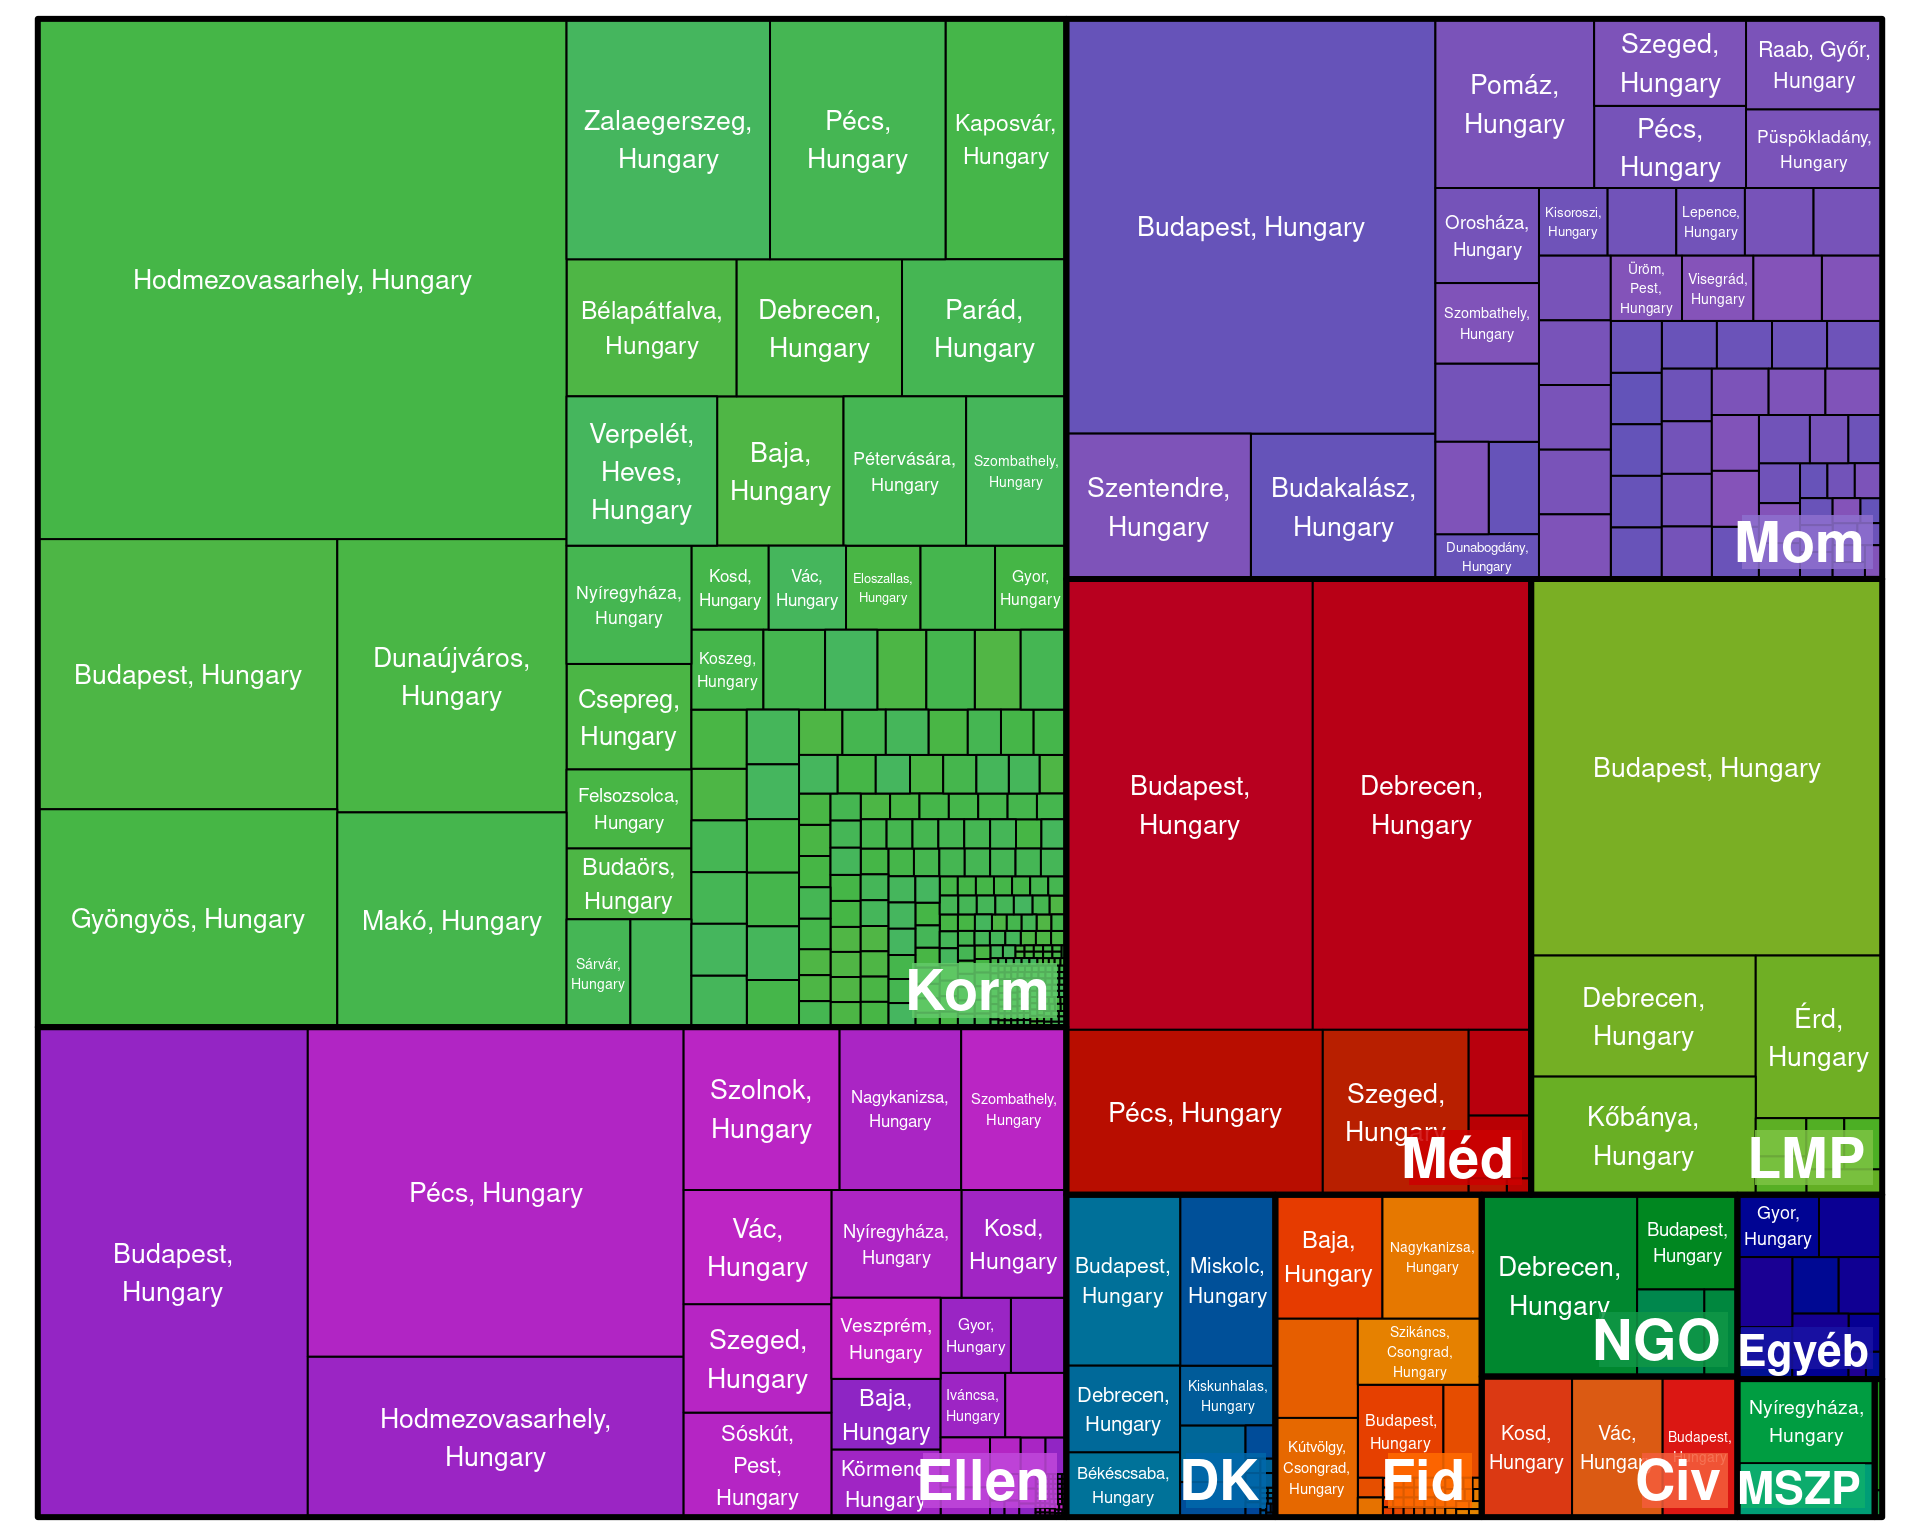 Hodmezovasarhely, Hungary
Zalaegerszeg,
Hungary
Pécs,
Hungary
Kaposvár,
Hungary
Bélapátfalva,
Hungary
Debrecen,
Hungary
Parád,
Hungary
Verpelét,
Heves,
Hungary
Baja,
Hungary
Pétervására,
Hungary
Szombathely,
Hungary
Budapest, Hungary
Dunaújváros,
Hungary
Gyöngyös, Hungary
Makó, Hungary
Nyíregyháza,
Hungary
Kosd,
Hungary
Vác,
Hungary
Eloszallas,
Hungary
Gyor,
Hungary
Koszeg,
Hungary
Csepreg,
Hungary
Felsozsolca,
Hungary
Budaörs,
Hungary
Sárvár,
Hungary
Korm
Budapest, Hungary
Pomáz,
Hungary
Szeged,
Hungary
Raab, Győr,
Hungary
Pécs,
Hungary
Püspökladány,
Hungary
Orosháza,
Hungary
Kisoroszi,
Hungary
Lepence,
Hungary
Üröm,
Pest,
Hungary
Visegrád,
Hungary
Szombathely,
Hungary
Szentendre,
Hungary
Budakalász,
Hungary
Dunabogdány,
Hungary
Mom
Budapest,
Hungary
Debrecen,
Hungary
Pécs, Hungary
Szeged,
Hungary
Méd
Budapest, Hungary
Debrecen,
Hungary
Érd,
Hungary
Kőbánya,
Hungary
LMP
Budapest,
Hungary
Pécs, Hungary
Hodmezovasarhely,
Hungary
Szolnok,
Hungary
Nagykanizsa,
Hungary
Szombathely,
Hungary
Vác,
Hungary
Nyíregyháza,
Hungary
Kosd,
Hungary
Szeged,
Hungary
Veszprém,
Hungary
Gyor,
Hungary
Baja,
Hungary
Iváncsa,
Hungary
Sóskút,
Pest,
Hungary
Körmend
Hungary
Ellen
Budapest,
Hungary
Miskolc,
Hungary
Debrecen,
Hungary
Kiskunhalas,
Hungary
Békéscsaba,
Hungary
DK
Baja,
Hungary
Nagykanizsa,
Hungary
Szikáncs,
Csongrad,
Hungary
Kútvölgy,
Csongrad,
Hungary
Budapest,
Hungary
Fid
Debrecen,
Hungary
Budapest,
Hungary
NGO
Gyor,
Hungary
Egyéb
Kosd,
Hungary
Vác,
Hungary
Budapest,
Hungary
Civ
Nyíregyháza,
Hungary
MSZP